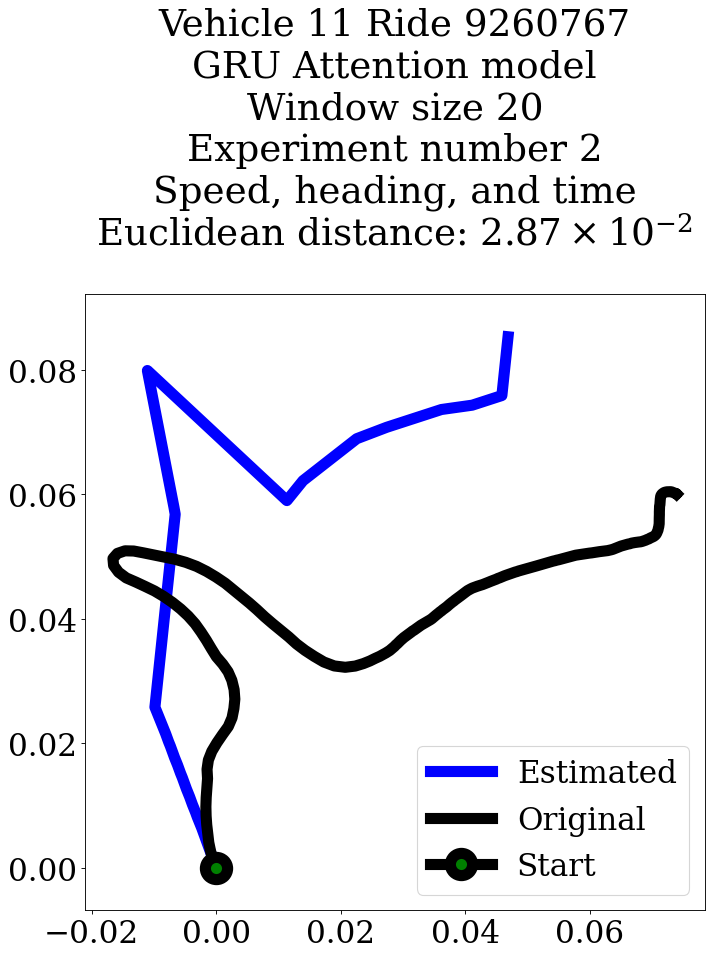 Vehicle 11 Ride 9260767
GRU Attention model
Window size 20
Experiment number 2
Speed, heading, and time
Euclidean distance: 2.87 × 10⁻²
0.08
0.06
0.04
0.02
0.00
Estimated
Original
Start
−0.02 0.00 0.02 0.04 0.06